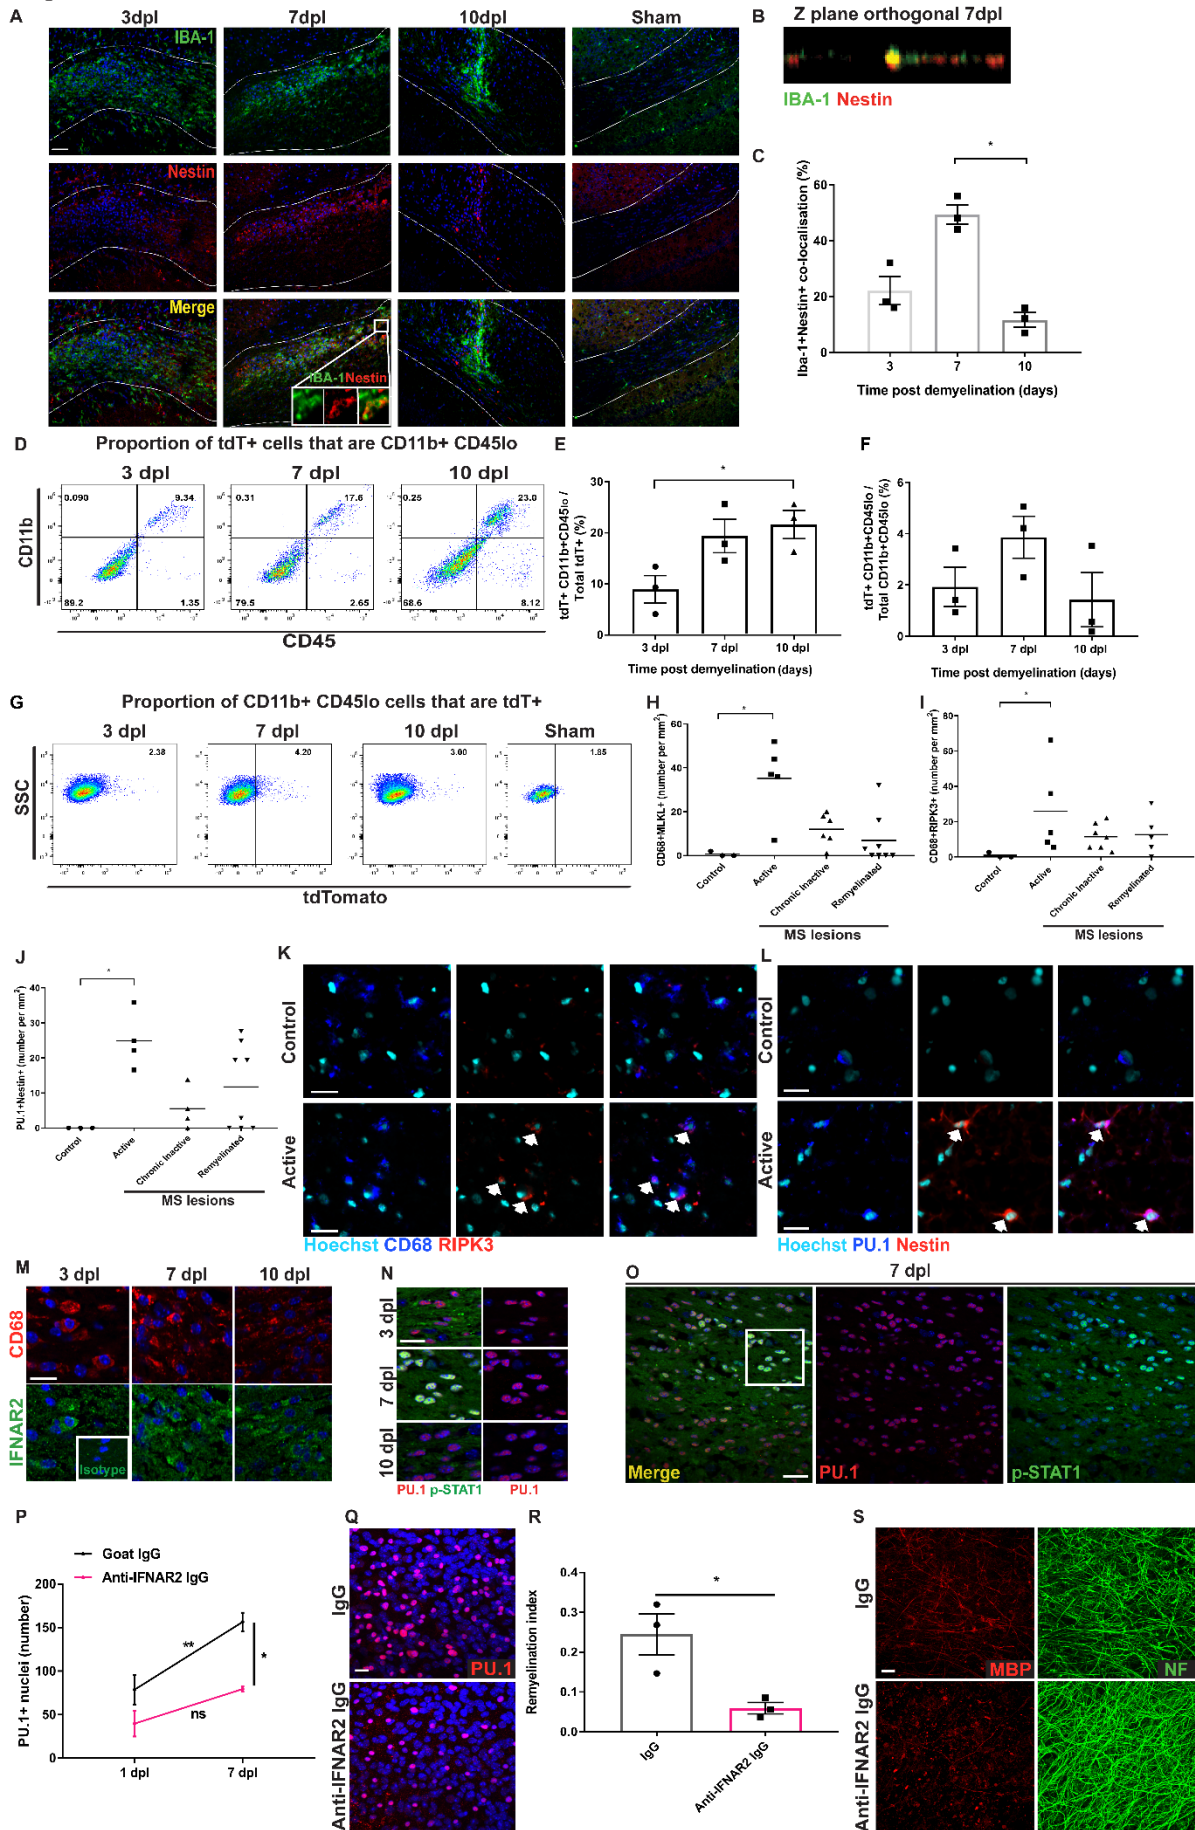 A
3dpl
7dpl
10dpl
Sham
IBA-1
Nestin
Merge
IBA-1Nestin
B
Z plane orthogonal 7dpl
IBA-1 Nestin
C
Iba-1+Nestin+ co-localisation (%)
60
40
20
0
*
3
7
10
Time post demyelination (days)
D
Proportion of tdT+ cells that are CD11b+ CD45lo
3 dpl
7 dpl
10 dpl
CD11b
0.090
9.34
89.2
1.35
0.31
17.6
79.5
2.65
0.25
23.0
68.6
8.12
CD45
E
tdT+ CD11b+CD45lo /
Total tdT+ (%)
30
20
10
0
*
3 dpl
7 dpl
10 dpl
Time post demyelination (days)
F
tdT+ CD11b+CD45lo /
Total CD11b+CD45lo (%)
6
4
2
0
3 dpl
7 dpl
10 dpl
Time post demyelination (days)
G
Proportion of CD11b+ CD45lo cells that are tdT+
3 dpl
7 dpl
10 dpl
Sham
SSC
2.38
4.20
3.00
1.85
tdTomato
H
CD68+MLKL+ (number per mm²)
60
40
20
0
*
Control
Active
Chronic Inactive
Remyelinated
MS lesions
I
CD68+RIPK3+ (number per mm²)
80
60
40
20
0
*
Control
Active
Chronic Inactive
Remyelinated
MS lesions
J
PU.1+Nestin+ (number per mm²)
40
30
20
10
0
*
Control
Active
Chronic Inactive
Remyelinated
MS lesions
K
Control
Active
Hoechst CD68 RIPK3
L
Control
Active
Hoechst PU.1 Nestin
M
3 dpl
7 dpl
10 dpl
CD68
IFNAR2
Isotype
N
3 dpl
7 dpl
10 dpl
PU.1 p-STAT1
PU.1
O
7 dpl
Merge
PU.1
p-STAT1
P
Goat IgG
Anti-IFNAR2 IgG
PU.1+ nuclei (number)
200
150
100
50
0
**
*
ns
1 dpl
7 dpl
Q
IgG
Anti-IFNAR2 IgG
PU.1
R
Remyelination index
0.4
0.3
0.2
0.1
0.0
*
IgG
Anti-IFNAR2 IgG
S
IgG
Anti-IFNAR2 IgG
MBP
NF